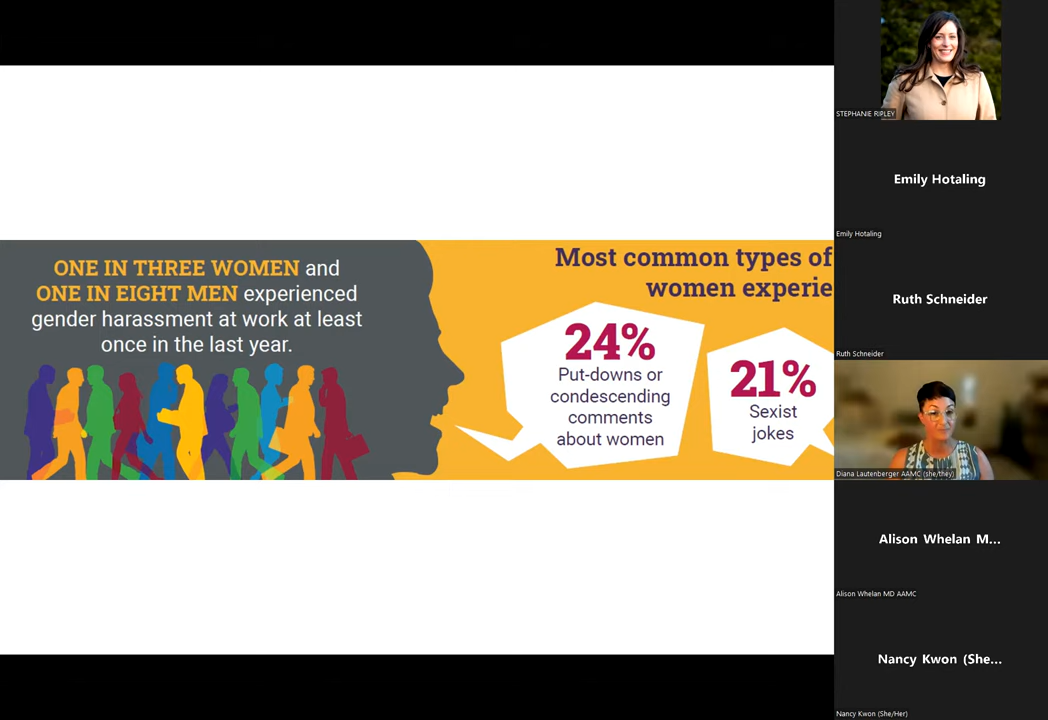 ONE IN THREE WOMEN and
ONE IN EIGHT MEN experienced
gender harassment at work at least
once in the last year.
Most common types of
women experie
24%
Put-downs or
condescending
comments
about women
21%
Sexist
jokes
STEPHANIE RIPLEY
Emily Hotaling
Emily Hotaling
Ruth Schneider
Ruth Schneider
Diana Lautenberger AAMC (she/they)
Alison Whelan M...
Alison Whelan MD AAMC
Nancy Kwon (She...
Nancy Kwon (She/Her)